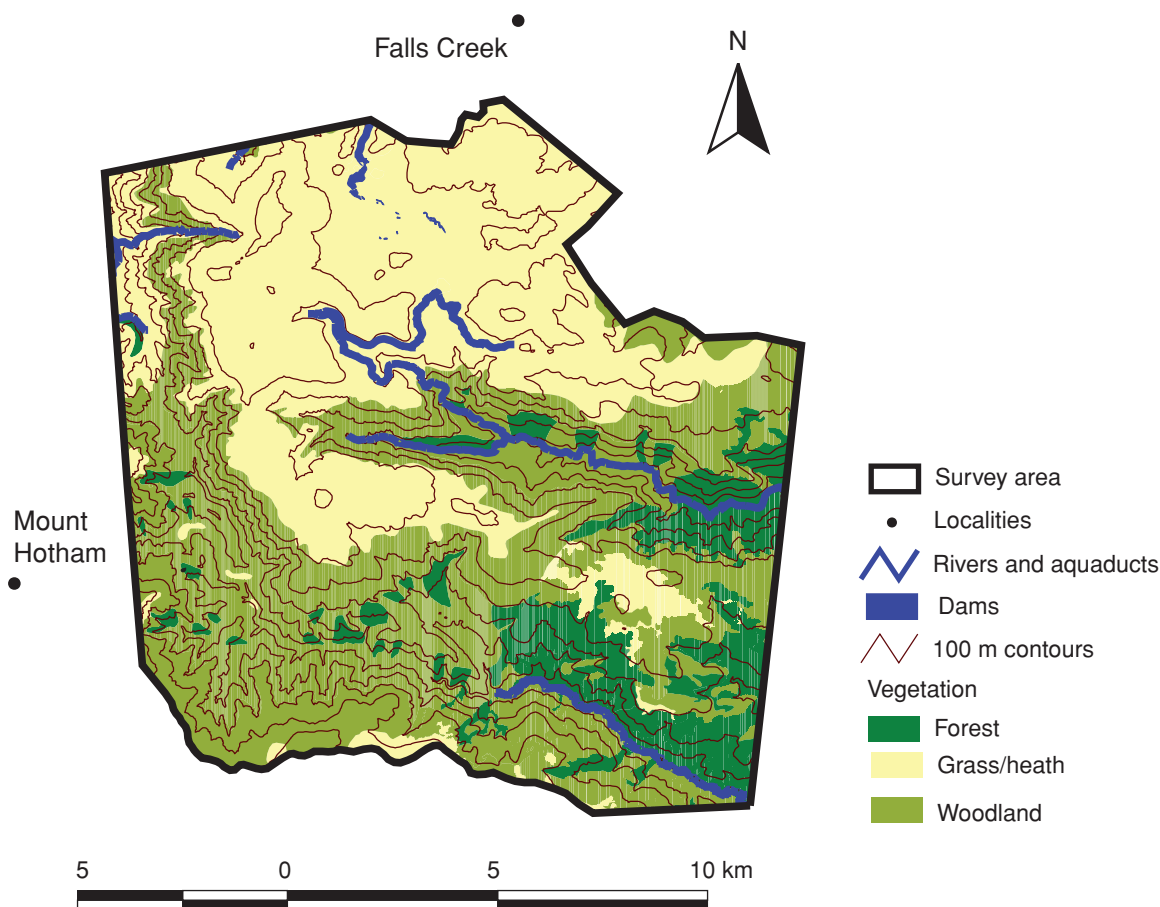 Falls Creek
N
Mount
Hotham
Survey area
Localities
Rivers and aquaducts
Dams
100 m contours
Vegetation
Forest
Grass/heath
Woodland
5 0 5 10 km